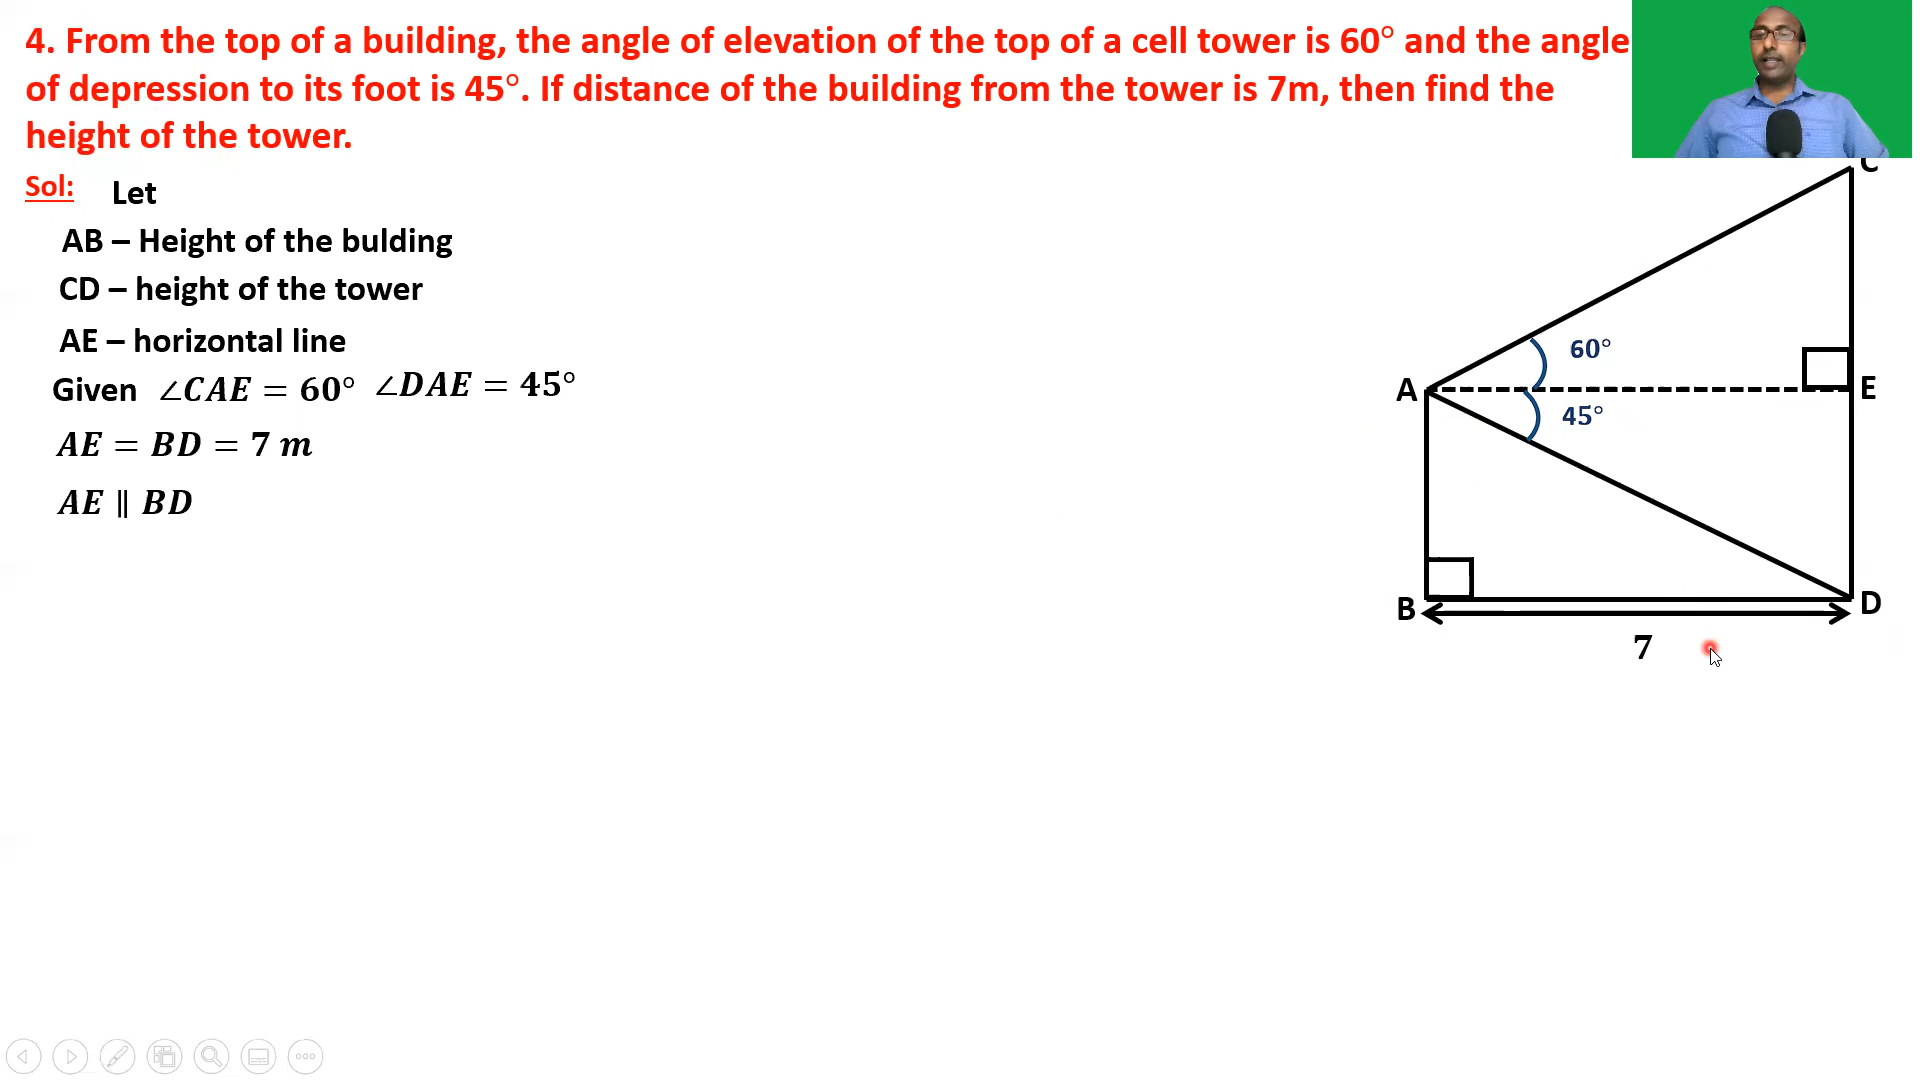 4. From the top of a building, the angle of elevation of the top of a cell tower is 60° and the angle
of depression to its foot is 45°. If distance of the building from the tower is 7m, then find the
height of the tower.
Sol: Let
AB – Height of the bulding
CD – height of the tower
AE – horizontal line
Given ∠CAE = 60° ∠DAE = 45°
AE = BD = 7 m
AE ∥ BD
C
60°
A
E
45°
B
D
7